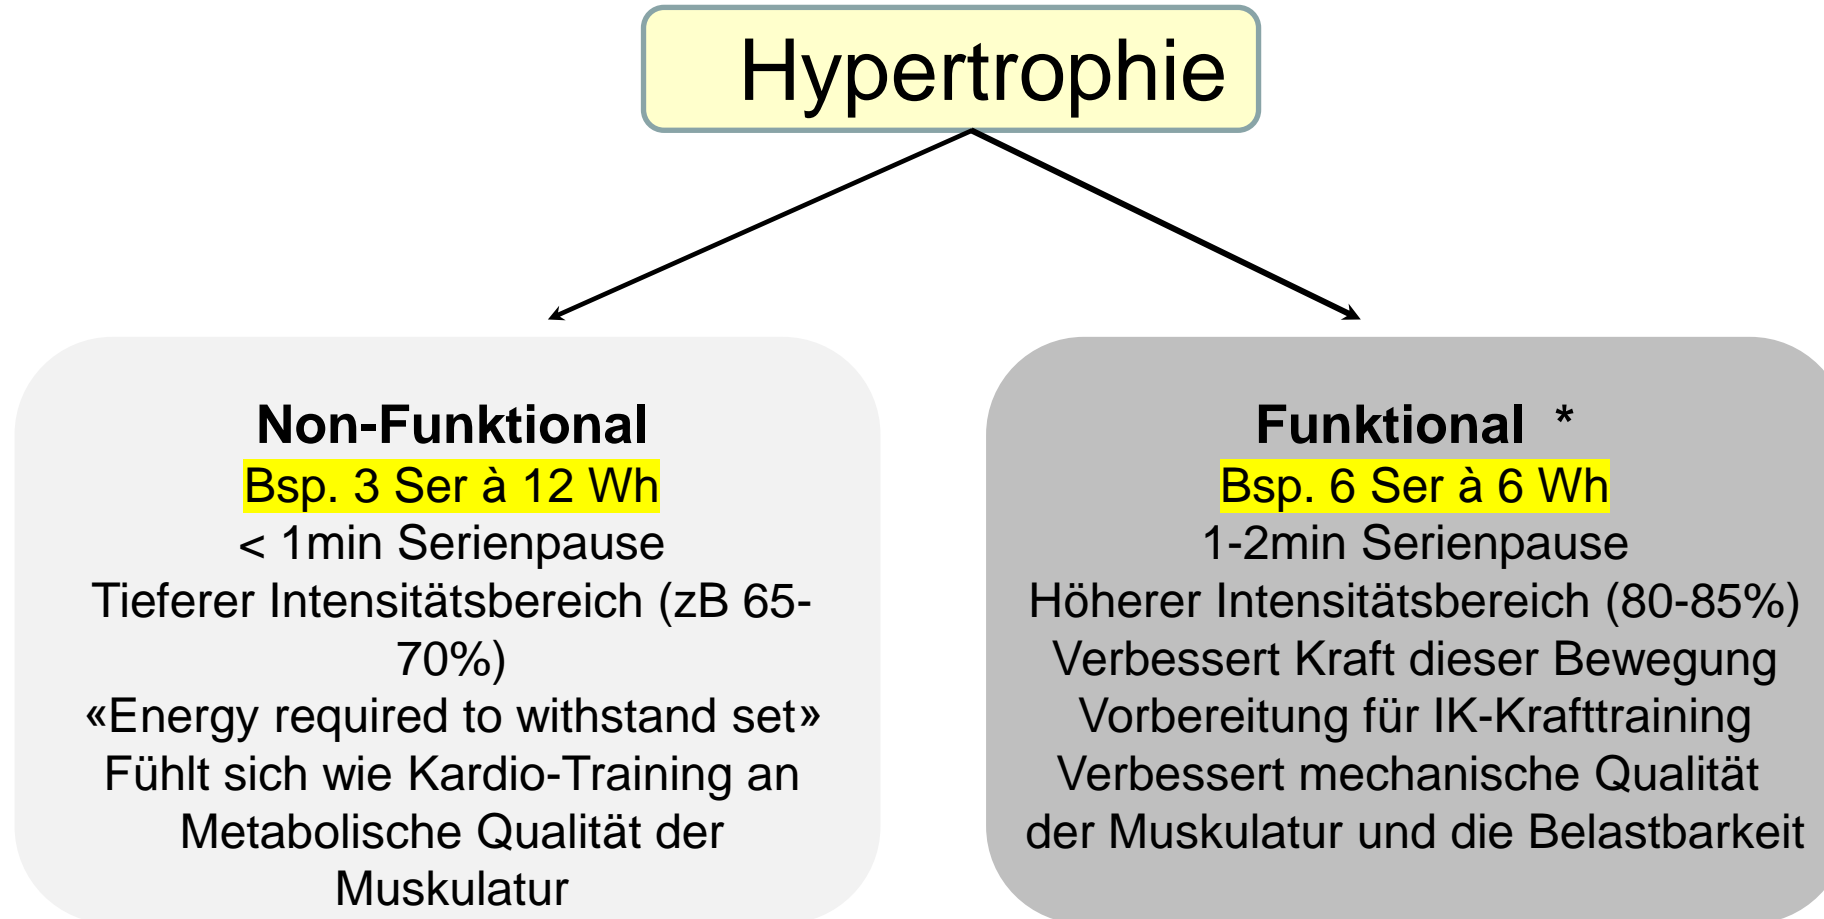 Hypertrophie
Non-Funktional
Bsp. 3 Ser à 12 Wh
< 1min Serienpause
Tieferer Intensitätsbereich (zB 65-
70%)
«Energy required to withstand set»
Fühlt sich wie Kardio-Training an
Metabolische Qualität der
Muskulatur
Funktional *
Bsp. 6 Ser à 6 Wh
1-2min Serienpause
Höherer Intensitätsbereich (80-85%)
Verbessert Kraft dieser Bewegung
Vorbereitung für IK-Krafttraining
Verbessert mechanische Qualität
der Muskulatur und die Belastbarkeit